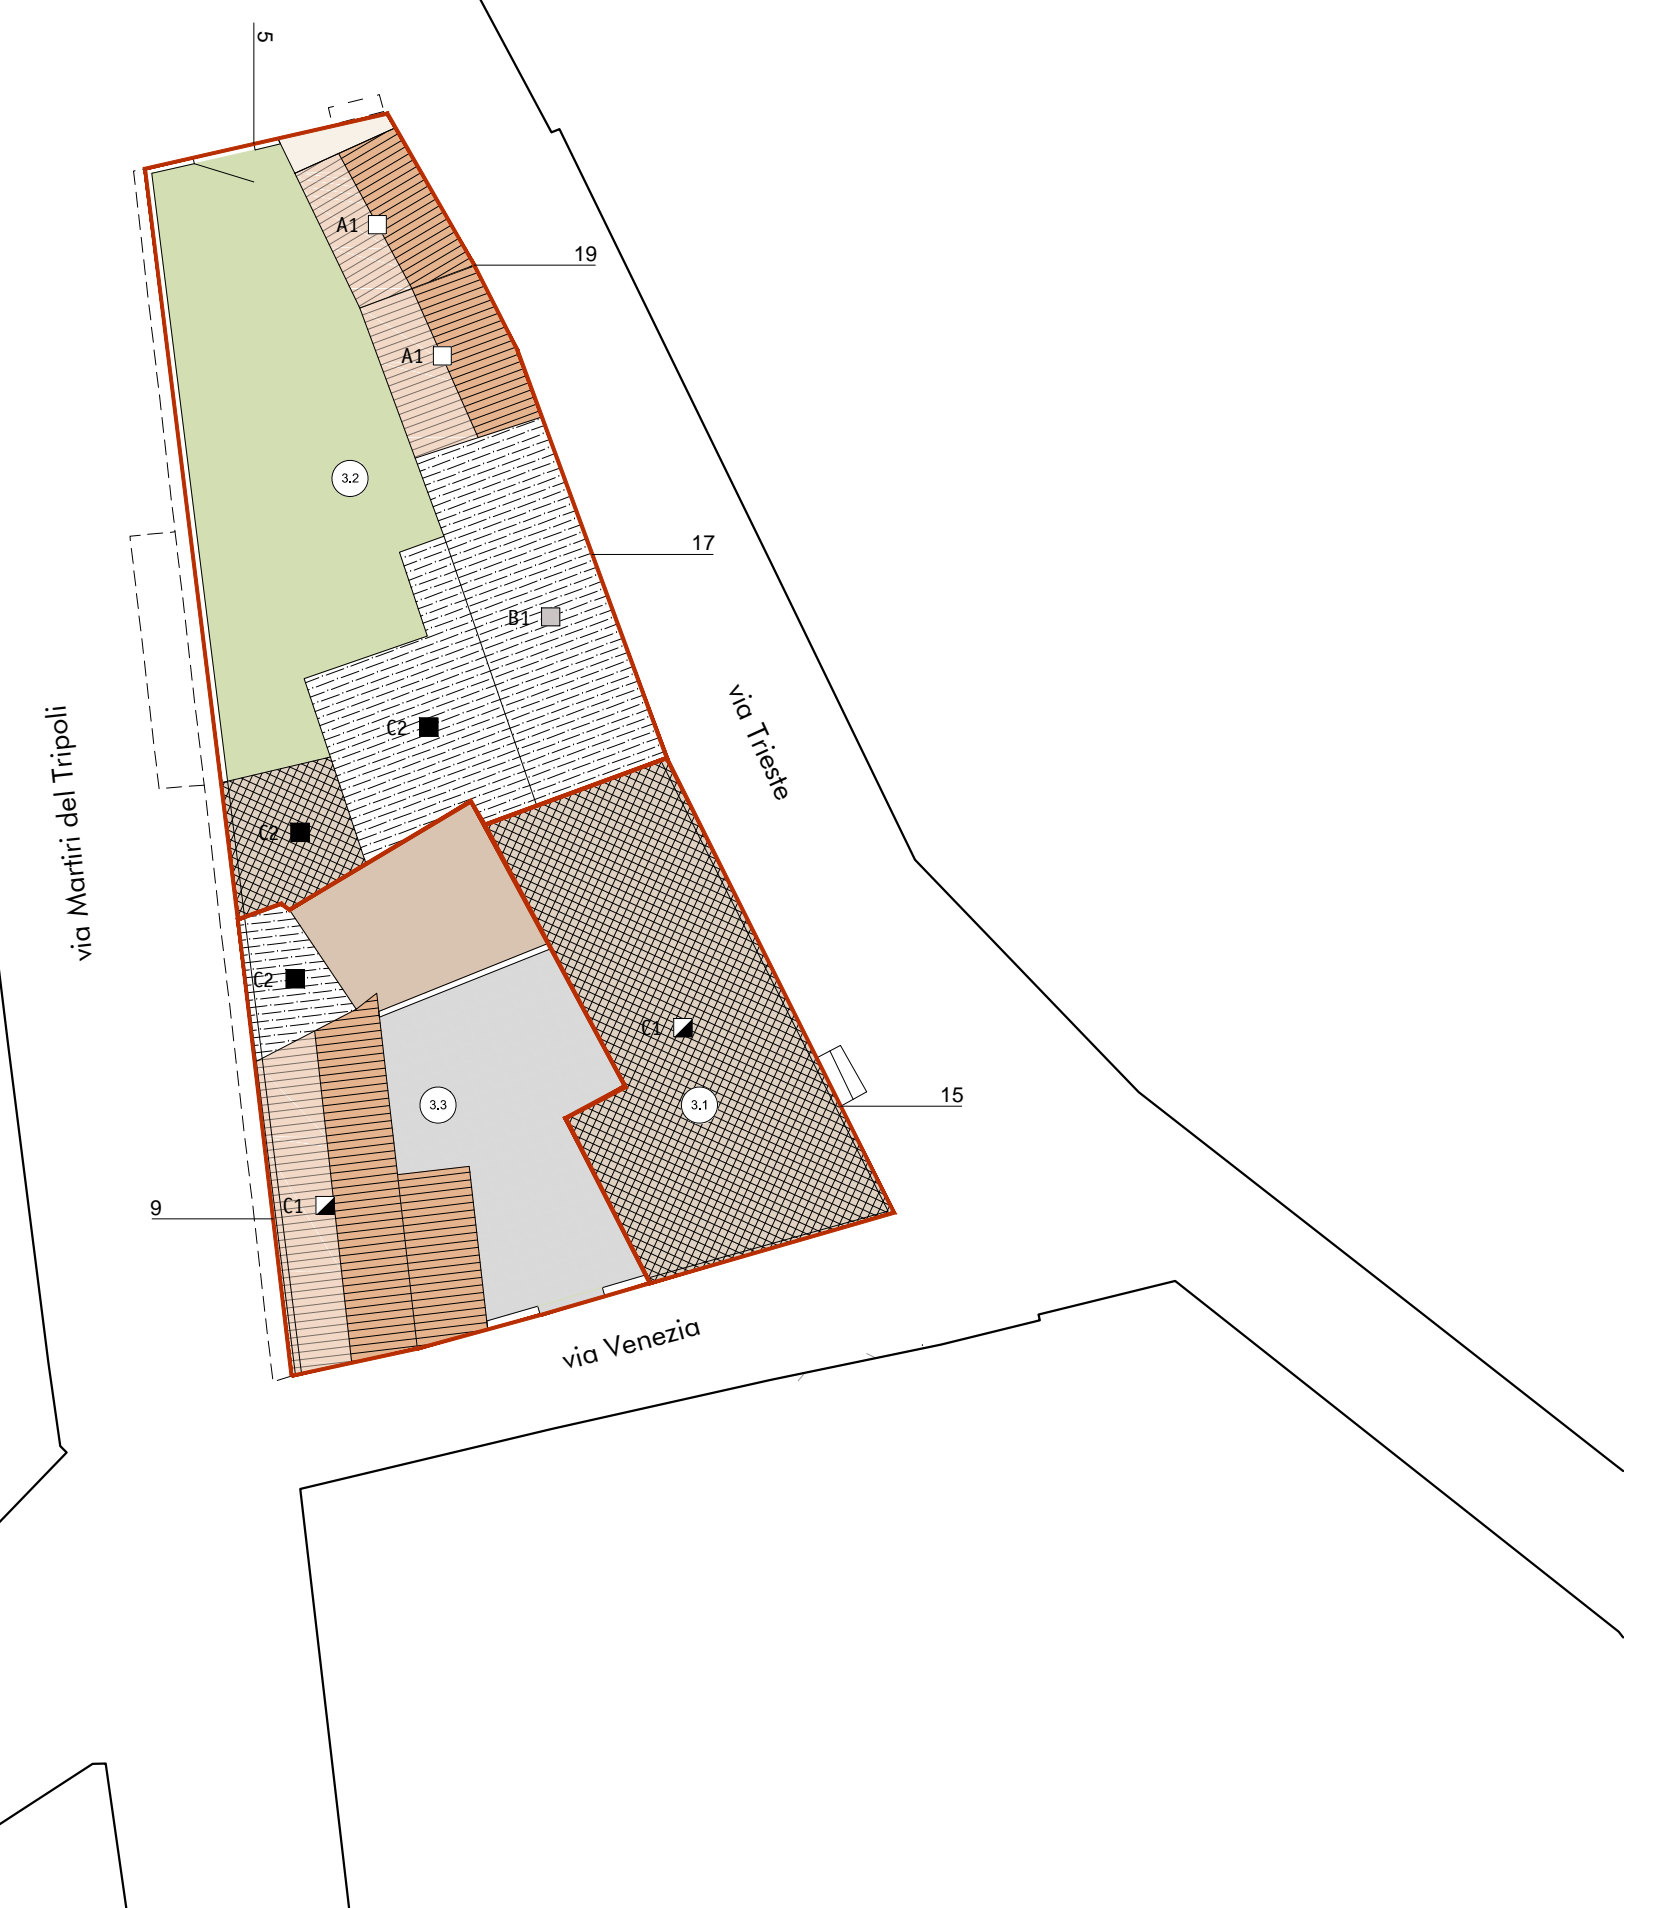 5
A1
19
A1
3.2
17
B1
via Trieste
via Martiri del Tripoli
C2
C2
C2
C1
3.3
3.1
15
C1
9
via Venezia